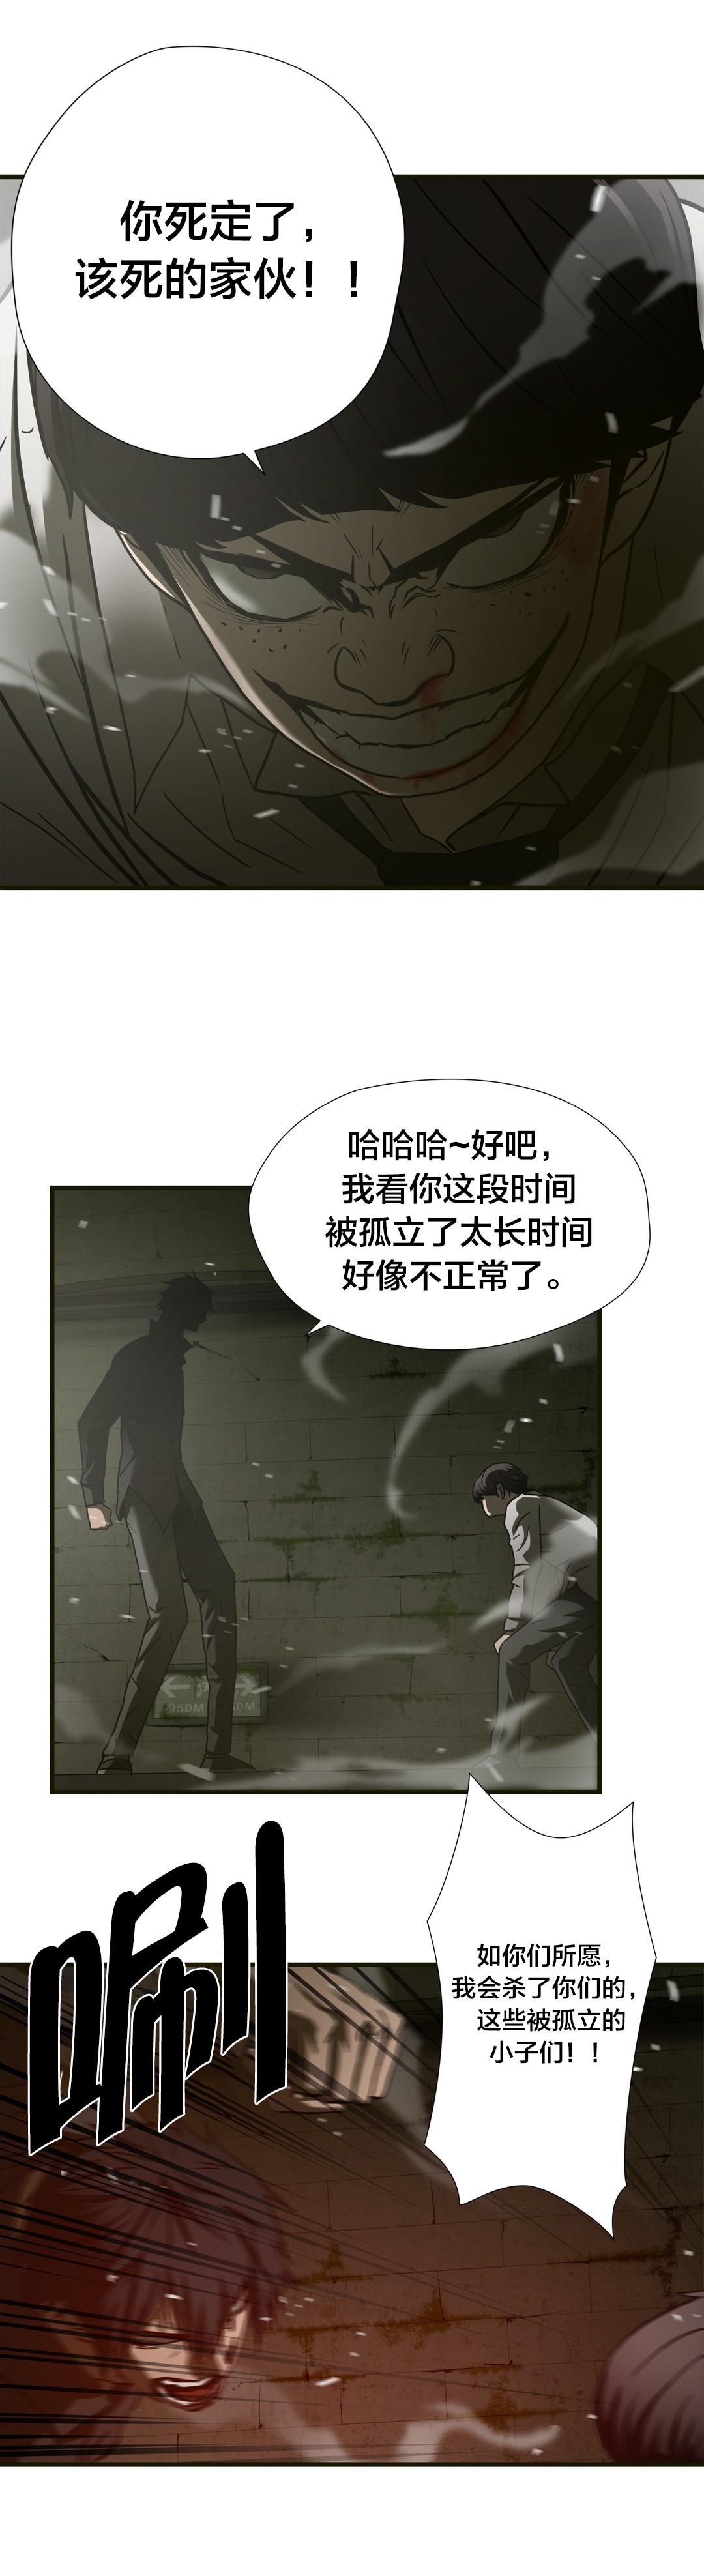 你死定了，
该死的家伙！！
哈哈哈~好吧，
我看你这段时间
被孤立了太长时间
好像不正常了。
950M
50M
唰
如你们所愿，
我会杀了你们的，
这些被孤立的
小子们！！